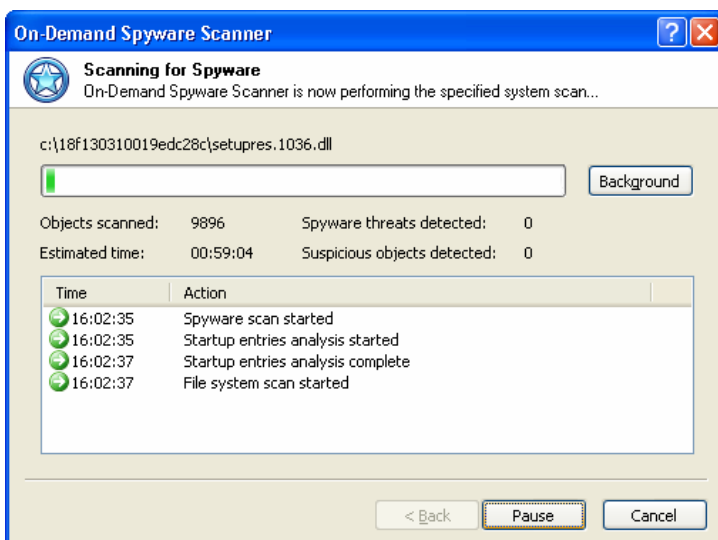 On-Demand Spyware Scanner
Scanning for Spyware
On-Demand Spyware Scanner is now performing the specified system scan...
c:\18f130310019edc28c\setupres.1036.dll
Background
Objects scanned: 9896 Spyware threats detected: 0
Estimated time: 00:59:04 Suspicious objects detected: 0
Time Action
16:02:35 Spyware scan started
16:02:35 Startup entries analysis started
16:02:37 Startup entries analysis complete
16:02:37 File system scan started
< Back Pause Cancel